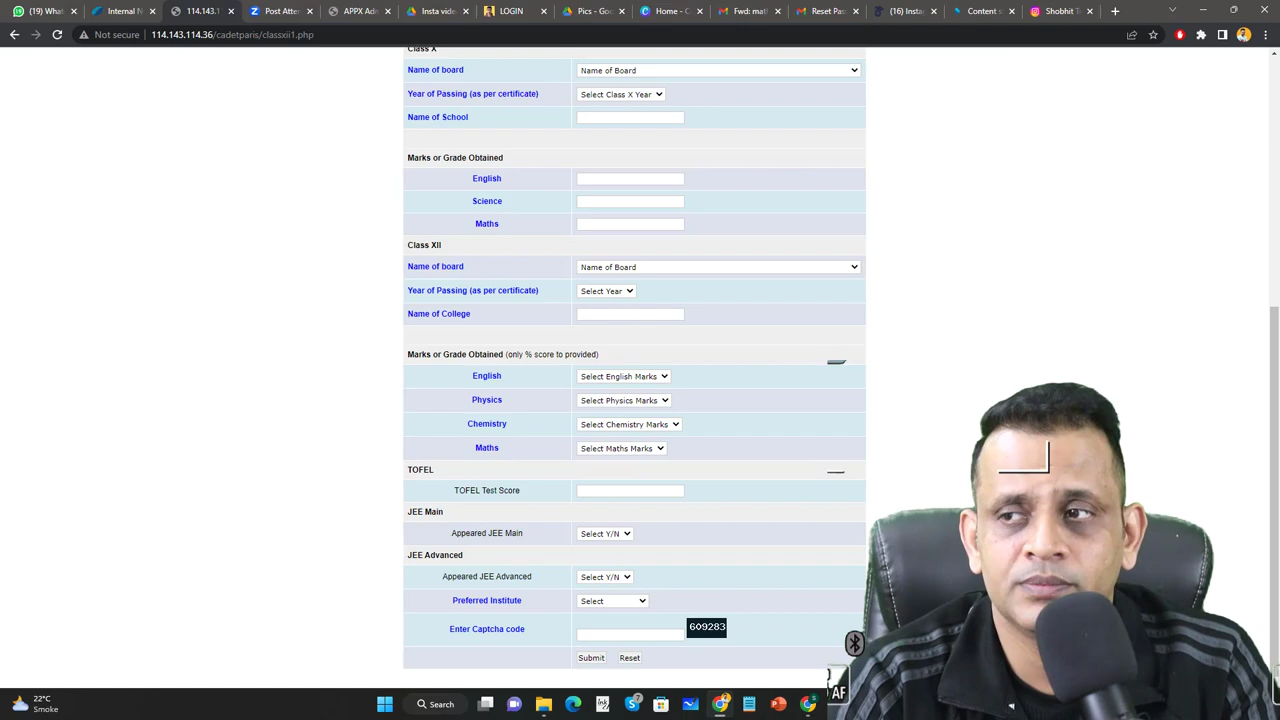 (19) What
Internal N
114.143.1
Post Atten
APPX Ad
Insta vide
LOGIN
Pics - Goo
Home - C
Fwd: math
Reset Pas
(16) Insta
Content s
Shobhit T
Not secure 114.143.114.36/cadetparis/classxii1.php
Class X
Name of board Name of Board
Year of Passing (as per certificate) Select Class X Year
Name of School
Marks or Grade Obtained
English
Science
Maths
Class XII
Name of board Name of Board
Year of Passing (as per certificate) Select Year
Name of College
Marks or Grade Obtained (only % score to provided)
English Select English Marks
Physics Select Physics Marks
Chemistry Select Chemistry Marks
Maths Select Maths Marks
TOFEL
TOFEL Test Score
JEE Main
Appeared JEE Main Select Y/N
JEE Advanced
Appeared JEE Advanced Select Y/N
Preferred Institute Select
Enter Captcha code 609283
Submit Reset
AF
22°C
Smoke
Search